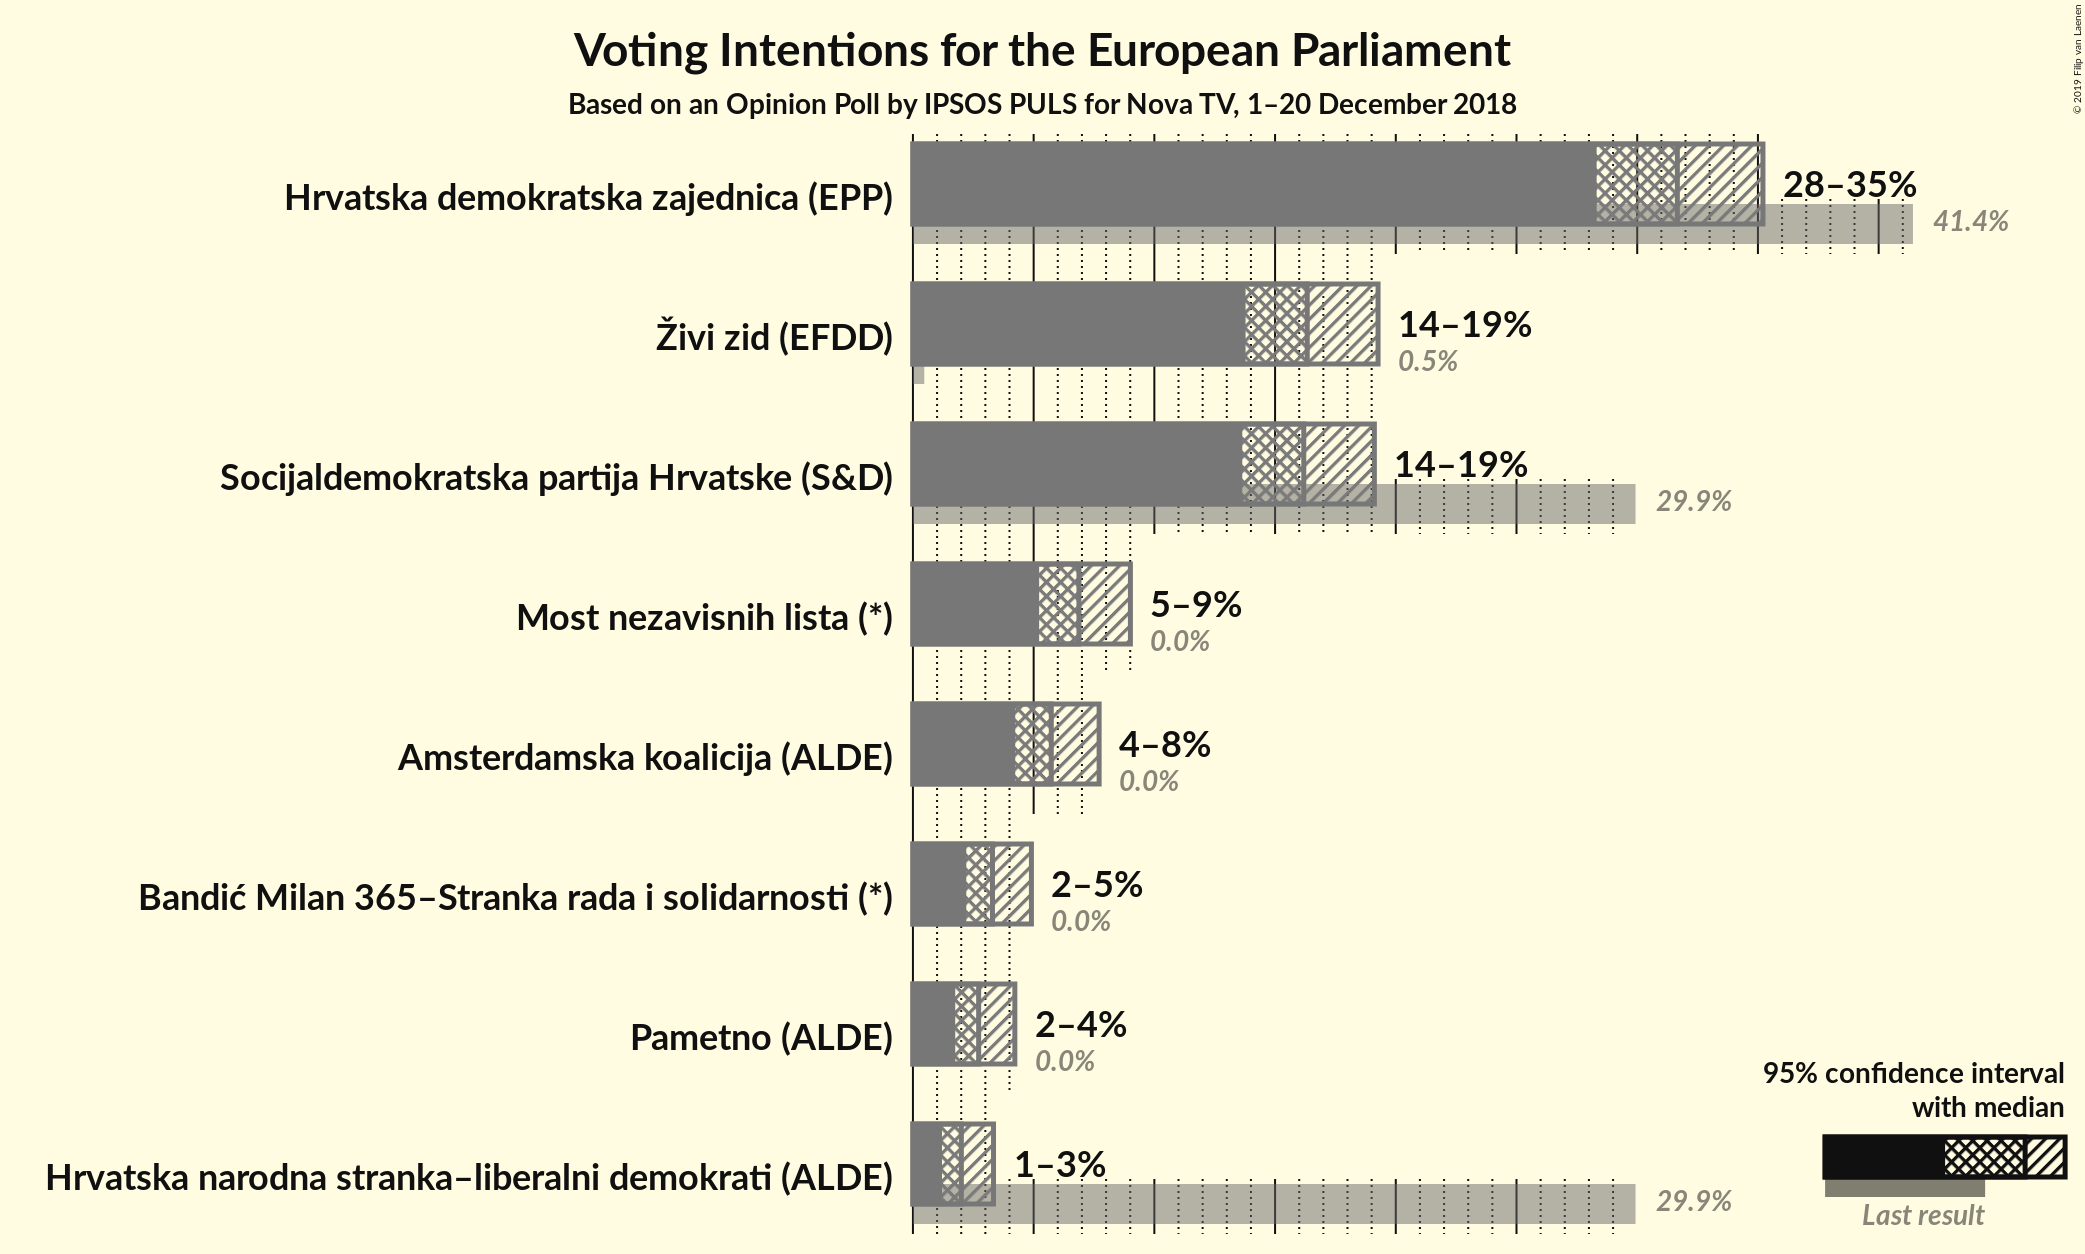 Voting Intentions for the European Parliament
Based on an Opinion Poll by IPSOS PULS for Nova TV, 1–20 December 2018
© 2019 Filip van Laenen
Hrvatska demokratska zajednica (EPP)
28–35%
41.4%
Živi zid (EFDD)
14–19%
0.5%
Socijaldemokratska partija Hrvatske (S&D)
14–19%
29.9%
Most nezavisnih lista (*)
5–9%
0.0%
Amsterdamska koalicija (ALDE)
4–8%
0.0%
Bandić Milan 365–Stranka rada i solidarnosti (*)
2–5%
0.0%
Pametno (ALDE)
2–4%
0.0%
Hrvatska narodna stranka–liberalni demokrati (ALDE)
1–3%
29.9%
95% confidence interval
with median
Last result